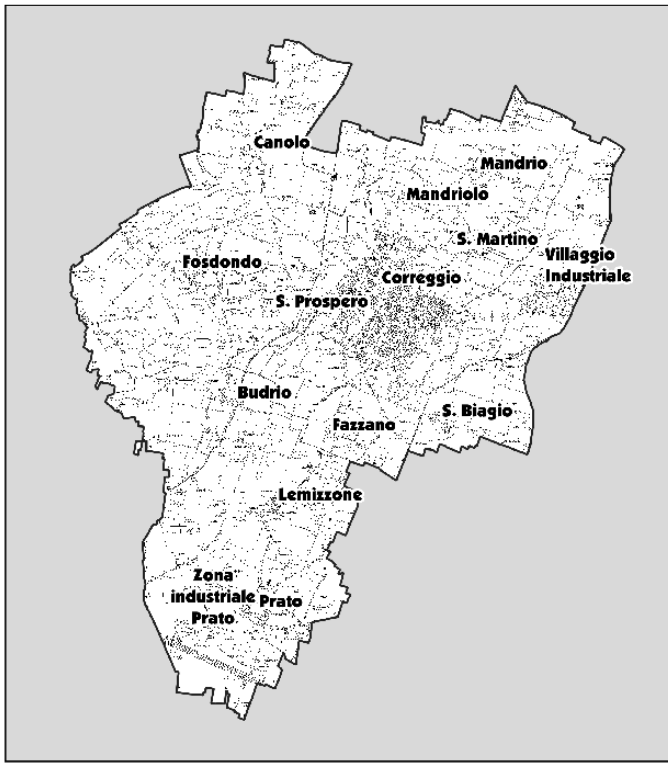 Canolo
Mandrio
Mandriolo
S. Martino
Villaggio
Industriale
Fosdondo
Correggio
S. Prospero
Budrio
S. Biagio
Fazzano
Lemizzone
Zona
industriale
Prato
Prato